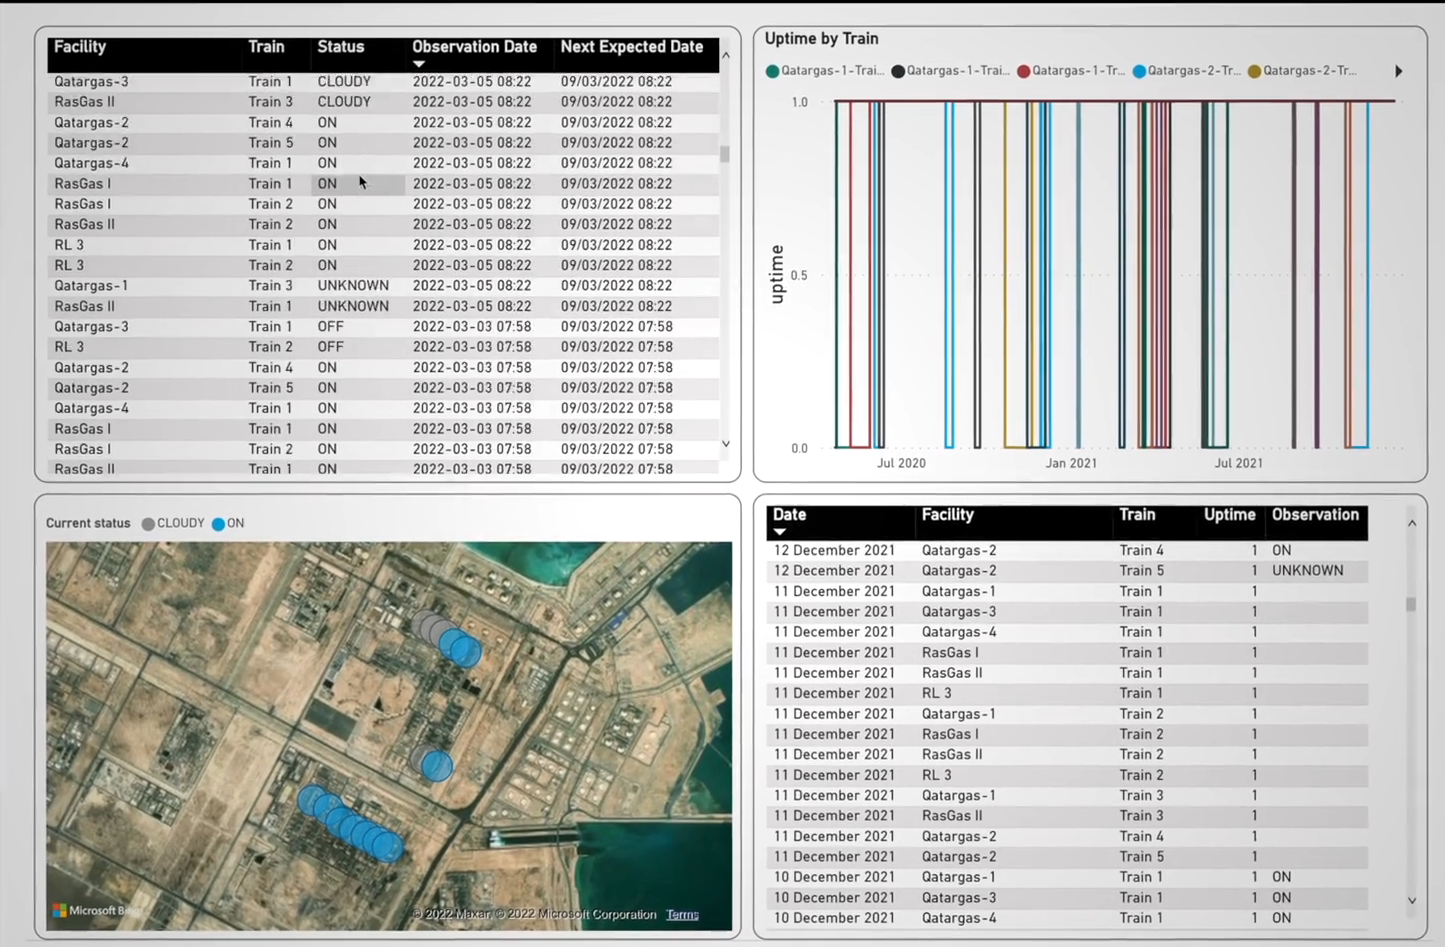 Facility Train Status Observation Date Next Expected Date
Qatargas-3 Train 1 CLOUDY 2022-03-05 08:22 09/03/2022 08:22
RasGas II Train 3 CLOUDY 2022-03-05 08:22 09/03/2022 08:22
Qatargas-2 Train 4 ON 2022-03-05 08:22 09/03/2022 08:22
Qatargas-2 Train 5 ON 2022-03-05 08:22 09/03/2022 08:22
Qatargas-4 Train 1 ON 2022-03-05 08:22 09/03/2022 08:22
RasGas I Train 1 ON 2022-03-05 08:22 09/03/2022 08:22
RasGas I Train 2 ON 2022-03-05 08:22 09/03/2022 08:22
RasGas II Train 2 ON 2022-03-05 08:22 09/03/2022 08:22
RL 3 Train 1 ON 2022-03-05 08:22 09/03/2022 08:22
RL 3 Train 2 ON 2022-03-05 08:22 09/03/2022 08:22
Qatargas-1 Train 3 UNKNOWN 2022-03-05 08:22 09/03/2022 08:22
RasGas II Train 1 UNKNOWN 2022-03-05 08:22 09/03/2022 08:22
Qatargas-3 Train 1 OFF 2022-03-03 07:58 09/03/2022 07:58
RL 3 Train 2 OFF 2022-03-03 07:58 09/03/2022 07:58
Qatargas-2 Train 4 ON 2022-03-03 07:58 09/03/2022 07:58
Qatargas-2 Train 5 ON 2022-03-03 07:58 09/03/2022 07:58
Qatargas-4 Train 1 ON 2022-03-03 07:58 09/03/2022 07:58
RasGas I Train 1 ON 2022-03-03 07:58 09/03/2022 07:58
RasGas I Train 2 ON 2022-03-03 07:58 09/03/2022 07:58
RasGas II Train 1 ON 2022-03-03 07:58 09/03/2022 07:58
Uptime by Train
Qatargas-1-Trai... Qatargas-1-Trai... Qatargas-1-Tr... Qatargas-2-Tr... Qatargas-2-Tr...
1.0
uptime
0.5
0.0
Jul 2020 Jan 2021 Jul 2021
Current status CLOUDY ON
Microsoft Bing
© 2022 Maxar, © 2022 Microsoft Corporation Terms
Date Facility Train Uptime Observation
12 December 2021 Qatargas-2 Train 4 1 ON
12 December 2021 Qatargas-2 Train 5 1 UNKNOWN
11 December 2021 Qatargas-1 Train 1 1
11 December 2021 Qatargas-3 Train 1 1
11 December 2021 Qatargas-4 Train 1 1
11 December 2021 RasGas I Train 1 1
11 December 2021 RasGas II Train 1 1
11 December 2021 RL 3 Train 1 1
11 December 2021 Qatargas-1 Train 2 1
11 December 2021 RasGas I Train 2 1
11 December 2021 RasGas II Train 2 1
11 December 2021 RL 3 Train 2 1
11 December 2021 Qatargas-1 Train 3 1
11 December 2021 RasGas II Train 3 1
11 December 2021 Qatargas-2 Train 4 1
11 December 2021 Qatargas-2 Train 5 1
10 December 2021 Qatargas-1 Train 1 1 ON
10 December 2021 Qatargas-3 Train 1 1 ON
10 December 2021 Qatargas-4 Train 1 1 ON